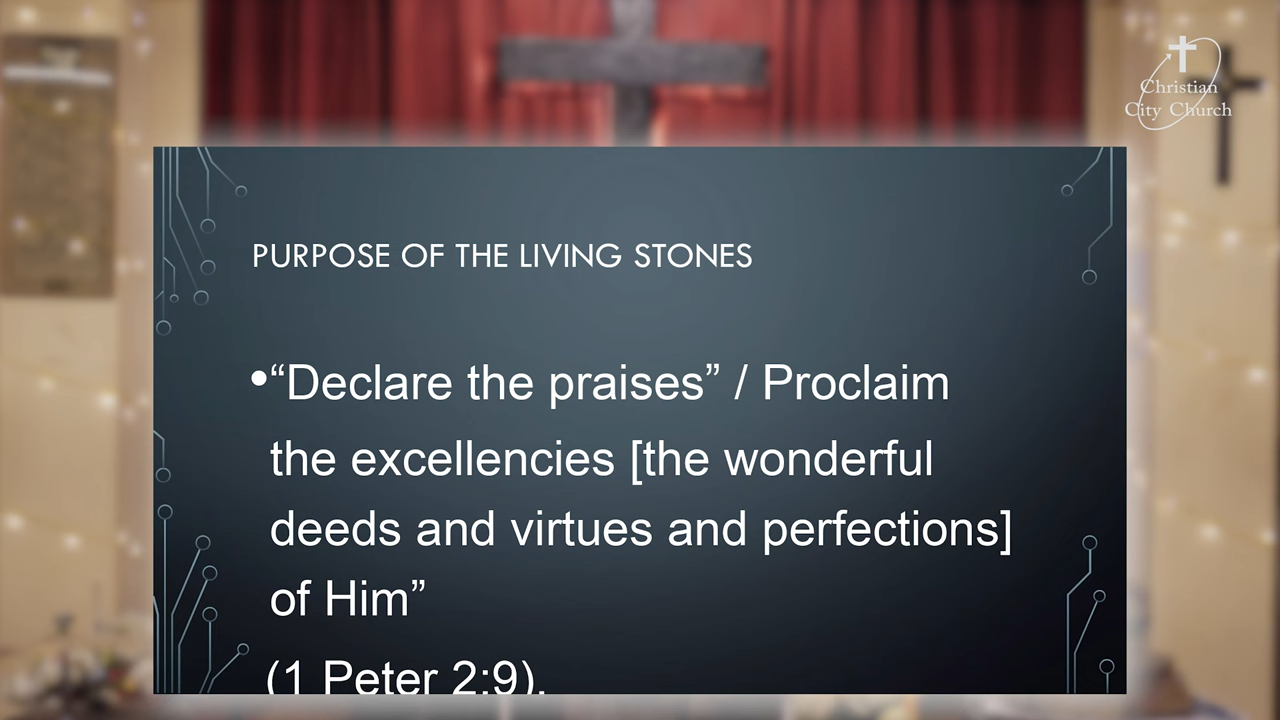 Christian
City Church
PURPOSE OF THE LIVING STONES
•“Declare the praises” / Proclaim
the excellencies [the wonderful
deeds and virtues and perfections]
of Him”
(1 Peter 2:9).